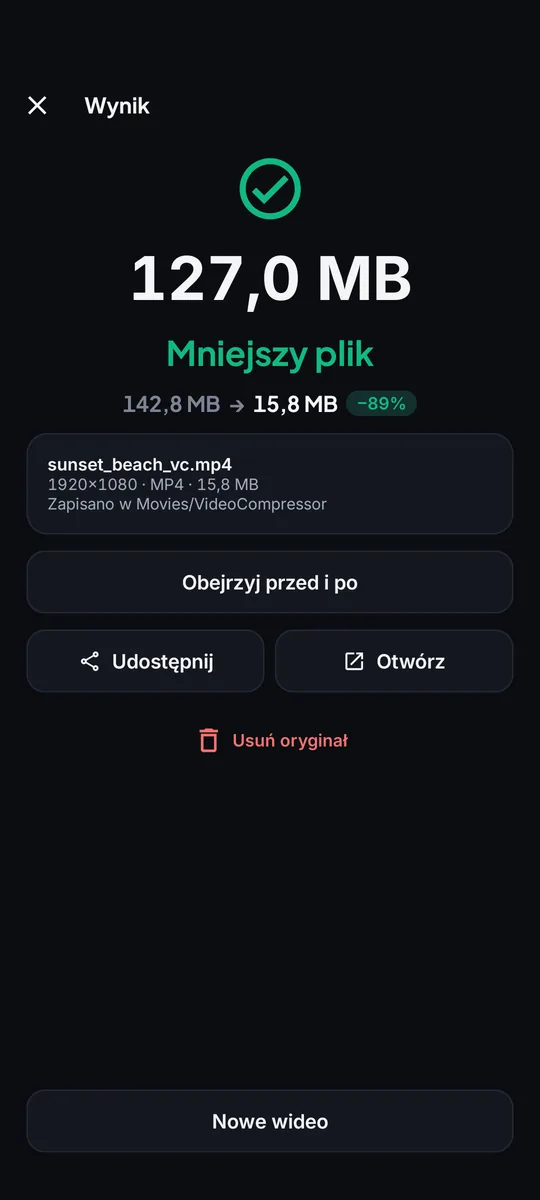 Wynik
127,0 MB
Mniejszy plik
142,8 MB → 15,8 MB −89%
sunset_beach_vc.mp4
1920×1080 · MP4 · 15,8 MB
Zapisano w Movies/VideoCompressor
Obejrzyj przed i po
Udostępnij Otwórz
Usuń oryginał
Nowe wideo